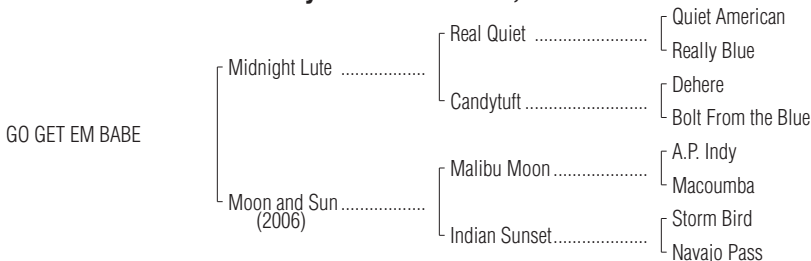 Quiet American
Real Quiet ........................
Really Blue
Midnight Lute ..................
Dehere
Candytuft ..........................
Bolt From the Blue
GO GET EM BABE
A.P. Indy
Malibu Moon ....................
Macoumba
Moon and Sun ..................
(2006)
Storm Bird
Indian Sunset....................
Navajo Pass